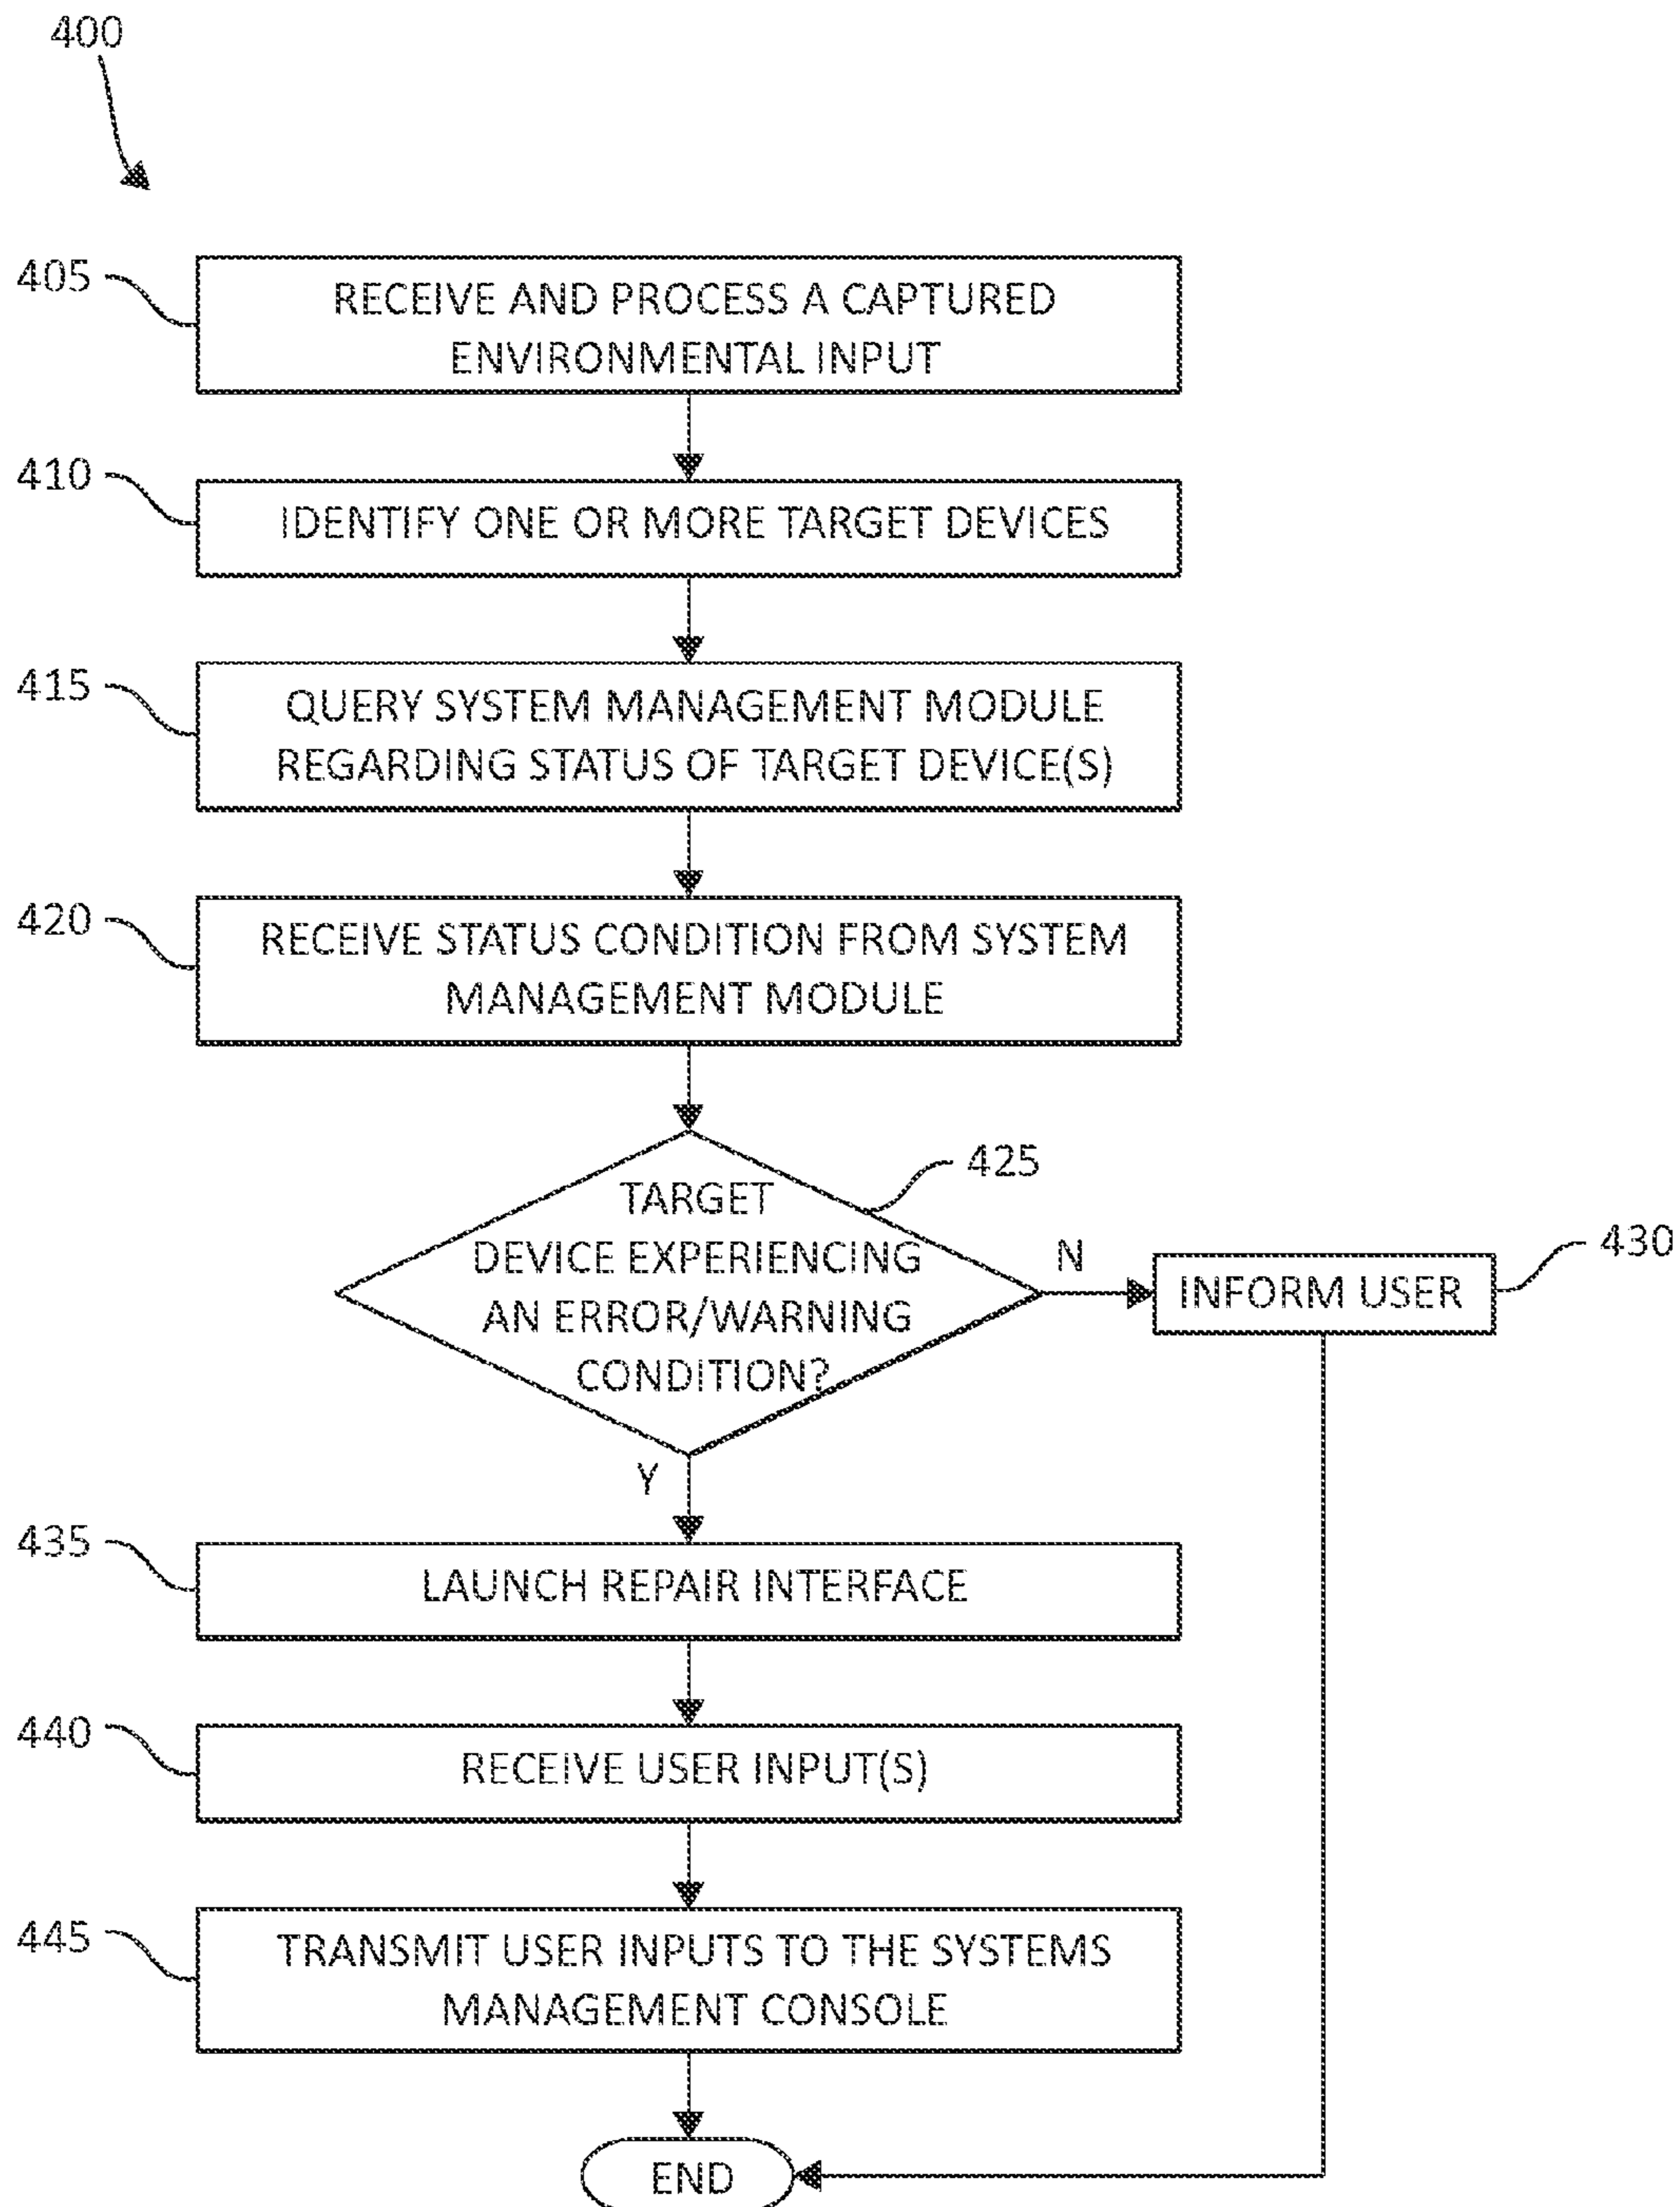 400
405
RECEIVE AND PROCESS A CAPTURED
ENVIRONMENTAL INPUT
410
IDENTIFY ONE OR MORE TARGET DEVICES
415
QUERY SYSTEM MANAGEMENT MODULE
REGARDING STATUS OF TARGET DEVICE(S)
420
RECEIVE STATUS CONDITION FROM SYSTEM
MANAGEMENT MODULE
425
TARGET
DEVICE EXPERIENCING
AN ERROR/WARNING
CONDITION?
N
430
INFORM USER
Y
435
LAUNCH REPAIR INTERFACE
440
RECEIVE USER INPUT(S)
445
TRANSMIT USER INPUTS TO THE SYSTEMS
MANAGEMENT CONSOLE
END